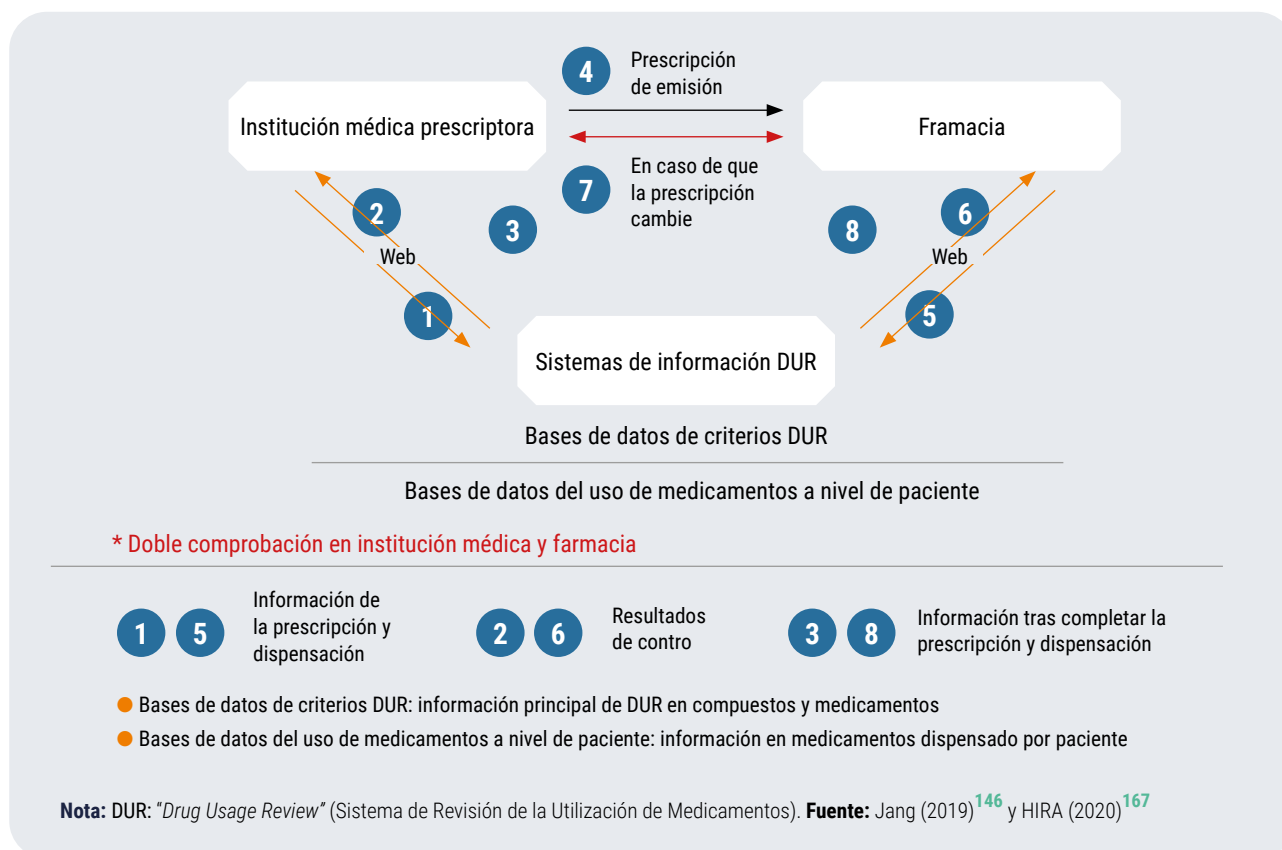 4
Prescripción
de emisión
Institución médica prescriptora
Framacia
7
En caso de que
la prescripción
cambie
2
3
8
6
Web
Web
1
5
Sistemas de información DUR
Bases de datos de criterios DUR
Bases de datos del uso de medicamentos a nivel de paciente
* Doble comprobación en institución médica y farmacia
1 5
Información de
la prescripción y
dispensación
2 6
Resultados
de contro
3 8
Información tras completar la
prescripción y dispensación
Bases de datos de criterios DUR: información principal de DUR en compuestos y medicamentos
Bases de datos del uso de medicamentos a nivel de paciente: información en medicamentos dispensado por paciente
Nota: DUR: “Drug Usage Review” (Sistema de Revisión de la Utilización de Medicamentos). Fuente: Jang (2019)146 y HIRA (2020)167